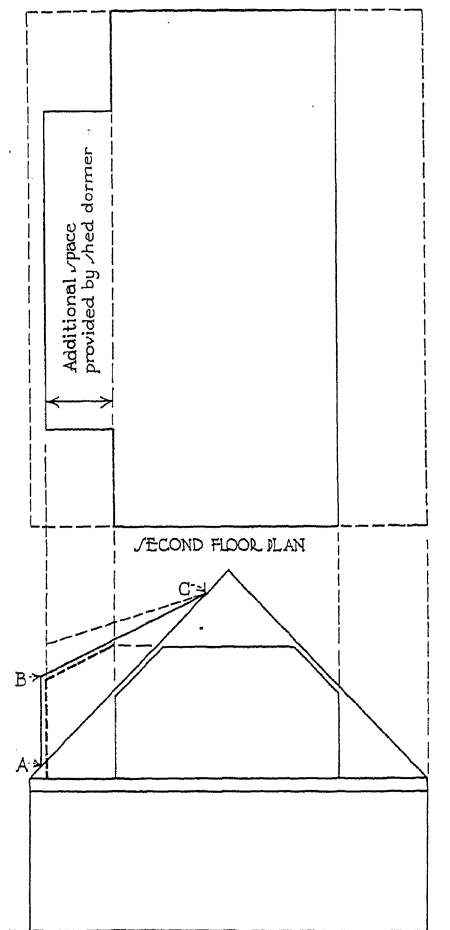 Additional space
provided by shed dormer
SECOND FLOOR PLAN
C
B
A